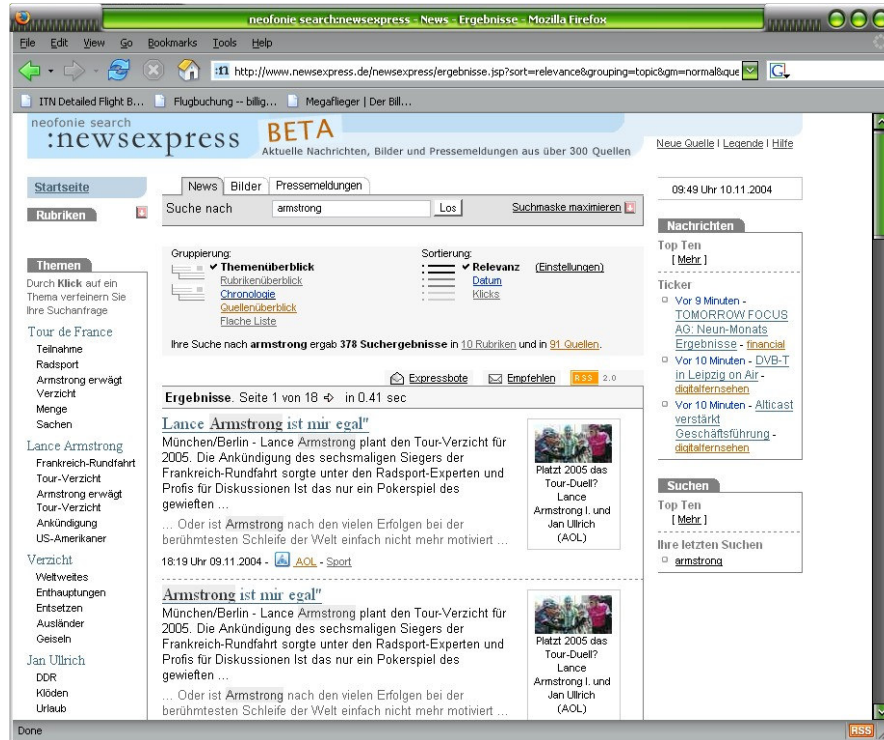 neofonie search:newsexpress - News - Ergebnisse - Mozilla Firefox
File Edit View Go Bookmarks Tools Help
:n http://www.newsexpress.de/newsexpress/ergebnisse.jsp?sort=relevance&grouping=topic&gm=normal&que G
ITN Detailed Flight B... Flugbuchung -- billig... Megaflieger | Der Bill...
neofonie search
:newsexpress BETA
Aktuelle Nachrichten, Bilder und Pressemeldungen aus über 300 Quellen
Neue Quelle I Legende I Hilfe
Startseite
Rubriken
Themen
Durch Klick auf ein
Thema verfeinern Sie
Ihre Suchanfrage
Tour de France
Teilnahme
Radsport
Armstrong erwägt
Verzicht
Menge
Sachen
Lance Armstrong
Frankreich-Rundfahrt
Tour-Verzicht
Armstrong erwägt
Tour-Verzicht
Ankündigung
US-Amerikaner
Verzicht
Weltweites
Enthauptungen
Entsetzen
Ausländer
Geiseln
Jan Ullrich
DDR
Klöden
Urlaub
News Bilder Pressemeldungen
Suche nach armstrong Los Suchmaske maximieren
Gruppierung:
Themenüberblick
Rubrikenüberblick
Chronologie
Quellenüberblick
Flache Liste
Sortierung:
Relevanz (Einstellungen)
Datum
Klicks
Ihre Suche nach armstrong ergab 378 Suchergebnisse in 10 Rubriken und in 91 Quellen.
Expressbote Empfehlen RSS 2.0
Ergebnisse. Seite 1 von 18 in 0.41 sec
Lance Armstrong ist mir egal"
München/Berlin - Lance Armstrong plant den Tour-Verzicht für
2005. Die Ankündigung des sechsmaligen Siegers der
Frankreich-Rundfahrt sorgte unter den Radsport-Experten und
Profis für Diskussionen Ist das nur ein Pokerspiel des
gewieften ...
... Oder ist Armstrong nach den vielen Erfolgen bei der
berühmtesten Schleife der Welt einfach nicht mehr motiviert ...
18:19 Uhr 09.11.2004 - AOL - Sport
Platzt 2005 das
Tour-Duell?
Lance
Armstrong l. und
Jan Ullrich
(AOL)
Armstrong ist mir egal"
München/Berlin - Lance Armstrong plant den Tour-Verzicht für
2005. Die Ankündigung des sechsmaligen Siegers der
Frankreich-Rundfahrt sorgte unter den Radsport-Experten und
Profis für Diskussionen Ist das nur ein Pokerspiel des
gewieften ...
... Oder ist Armstrong nach den vielen Erfolgen bei der
berühmtesten Schleife der Welt einfach nicht mehr motiviert ...
Platzt 2005 das
Tour-Duell?
Lance
Armstrong l. und
Jan Ullrich
(AOL)
09:49 Uhr 10.11.2004
Nachrichten
Top Ten
[ Mehr ]
Ticker
Vor 9 Minuten -
TOMORROW FOCUS
AG: Neun-Monats
Ergebnisse - financial
Vor 10 Minuten - DVB-T
in Leipzig on Air -
digitalfernsehen
Vor 10 Minuten - Alticast
verstärkt
Geschäftsführung -
digitalfernsehen
Suchen
Top Ten
[ Mehr ]
Ihre letzten Suchen
armstrong
Done RSS